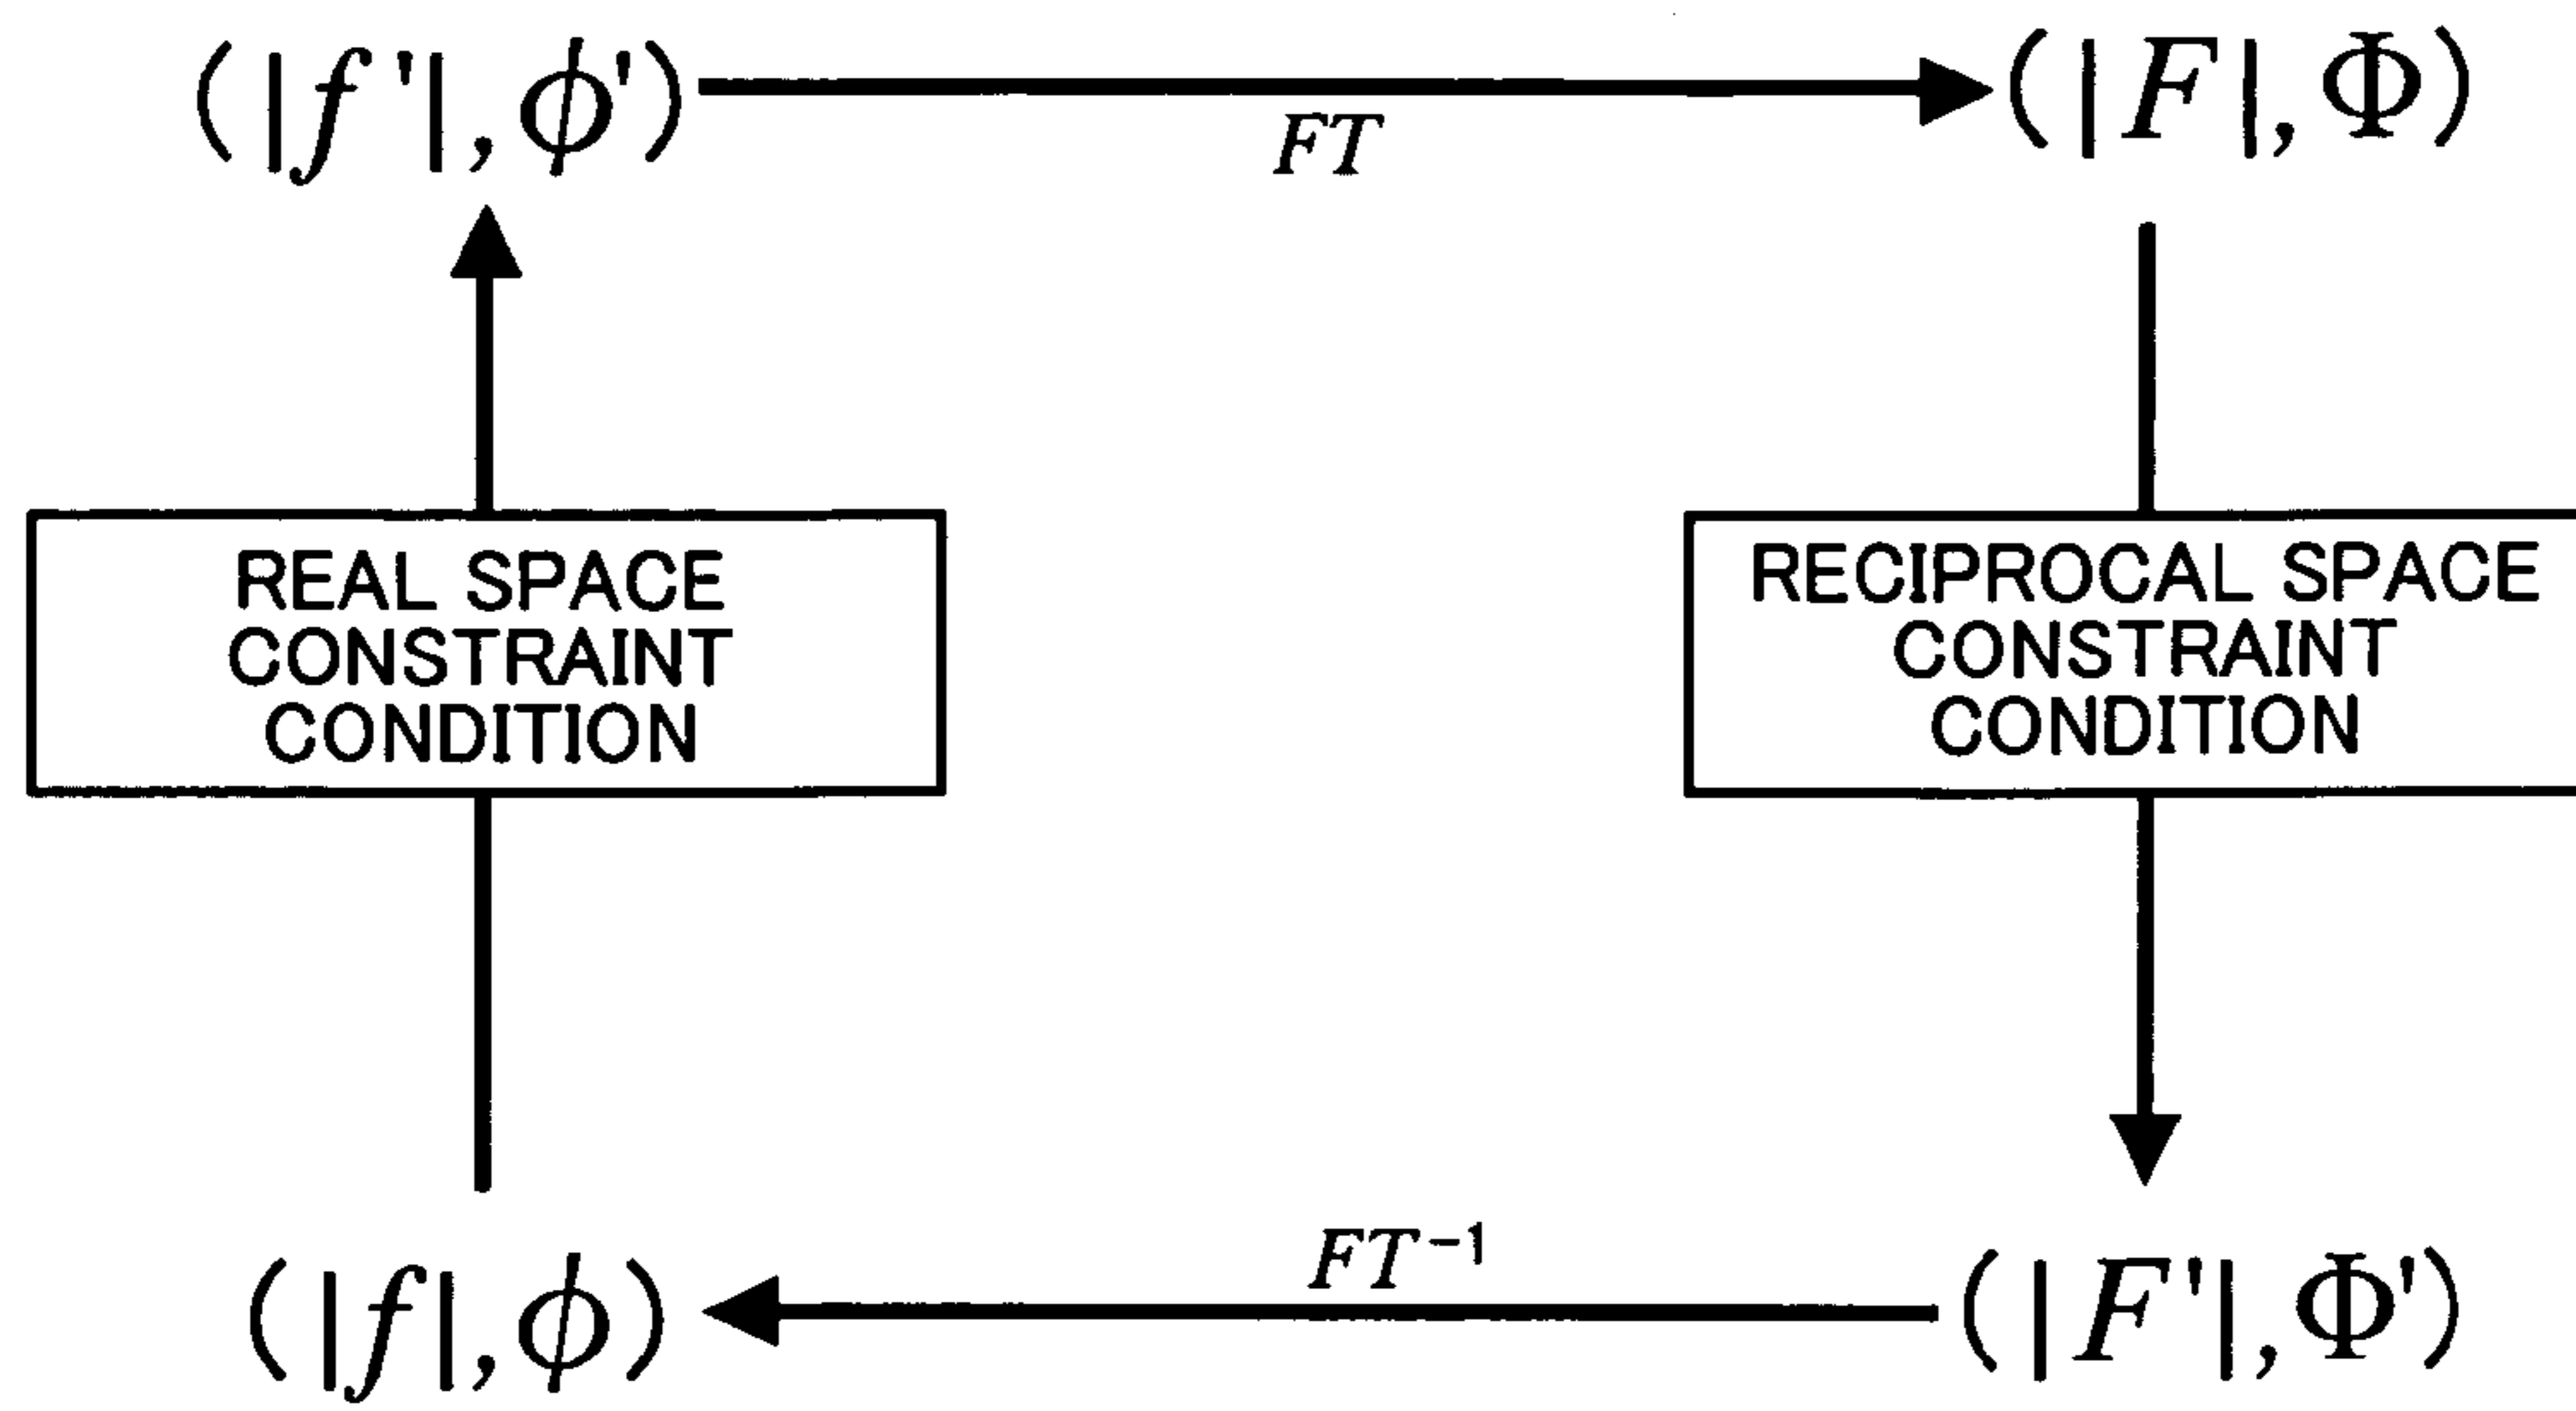 (|f'|,ϕ')
FT
(|F|,Φ)
REAL SPACE
CONSTRAINT
CONDITION
RECIPROCAL SPACE
CONSTRAINT
CONDITION
(|f|,ϕ)
FT⁻¹
(|F'|,Φ')